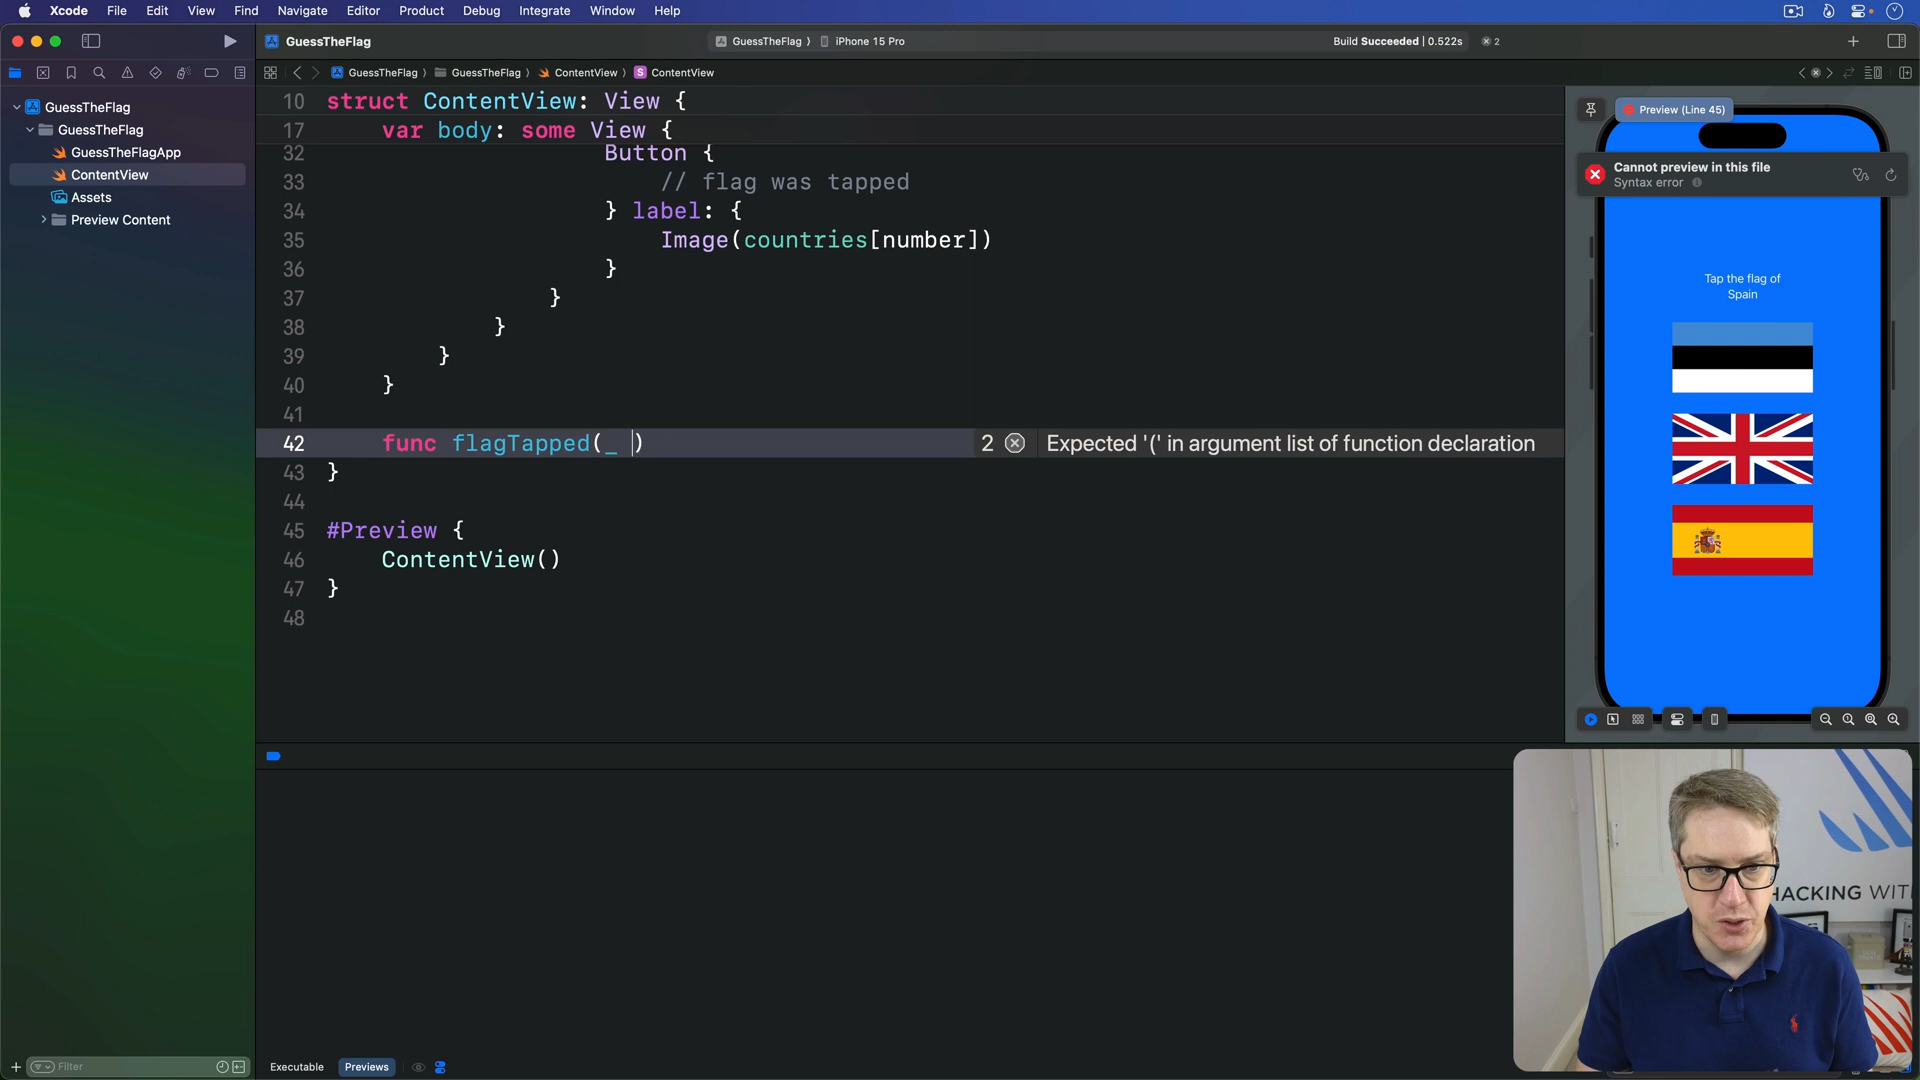 Xcode File Edit View Find Navigate Editor Product Debug Integrate Window Help
GuessTheFlag
GuessTheFlag 〉 iPhone 15 Pro
Build Succeeded | 0.522s
2
GuessTheFlag 〉 GuessTheFlag 〉 ContentView 〉 S ContentView
GuessTheFlag
GuessTheFlag
GuessTheFlagApp
ContentView
Assets
Preview Content
10 struct ContentView: View {
17 var body: some View {
32 Button {
33 // flag was tapped
34 } label: {
35 Image(countries[number])
36 }
37 }
38 }
39 }
40 }
41
42 func flagTapped(_ )
2 Expected '(' in argument list of function declaration
43 }
44
45 #Preview {
46 ContentView()
47 }
48
Preview (Line 45)
Cannot preview in this file
Syntax error
Tap the flag of
Spain
HACKING WIT
Filter
Executable Previews